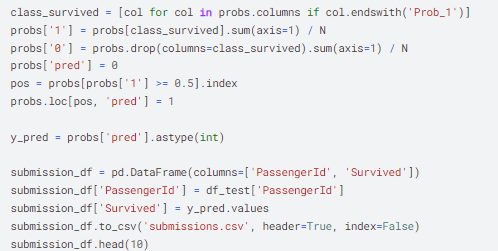 class_survived = [col for col in probs.columns if col.endswith('Prob_1')]
probs['1'] = probs[class_survived].sum(axis=1) / N
probs['0'] = probs.drop(columns=class_survived).sum(axis=1) / N
probs['pred'] = 0
pos = probs[probs['1'] >= 0.5].index
probs.loc[pos, 'pred'] = 1

y_pred = probs['pred'].astype(int)

submission_df = pd.DataFrame(columns=['PassengerId', 'Survived'])
submission_df['PassengerId'] = df_test['PassengerId']
submission_df['Survived'] = y_pred.values
submission_df.to_csv('submissions.csv', header=True, index=False)
submission_df.head(10)